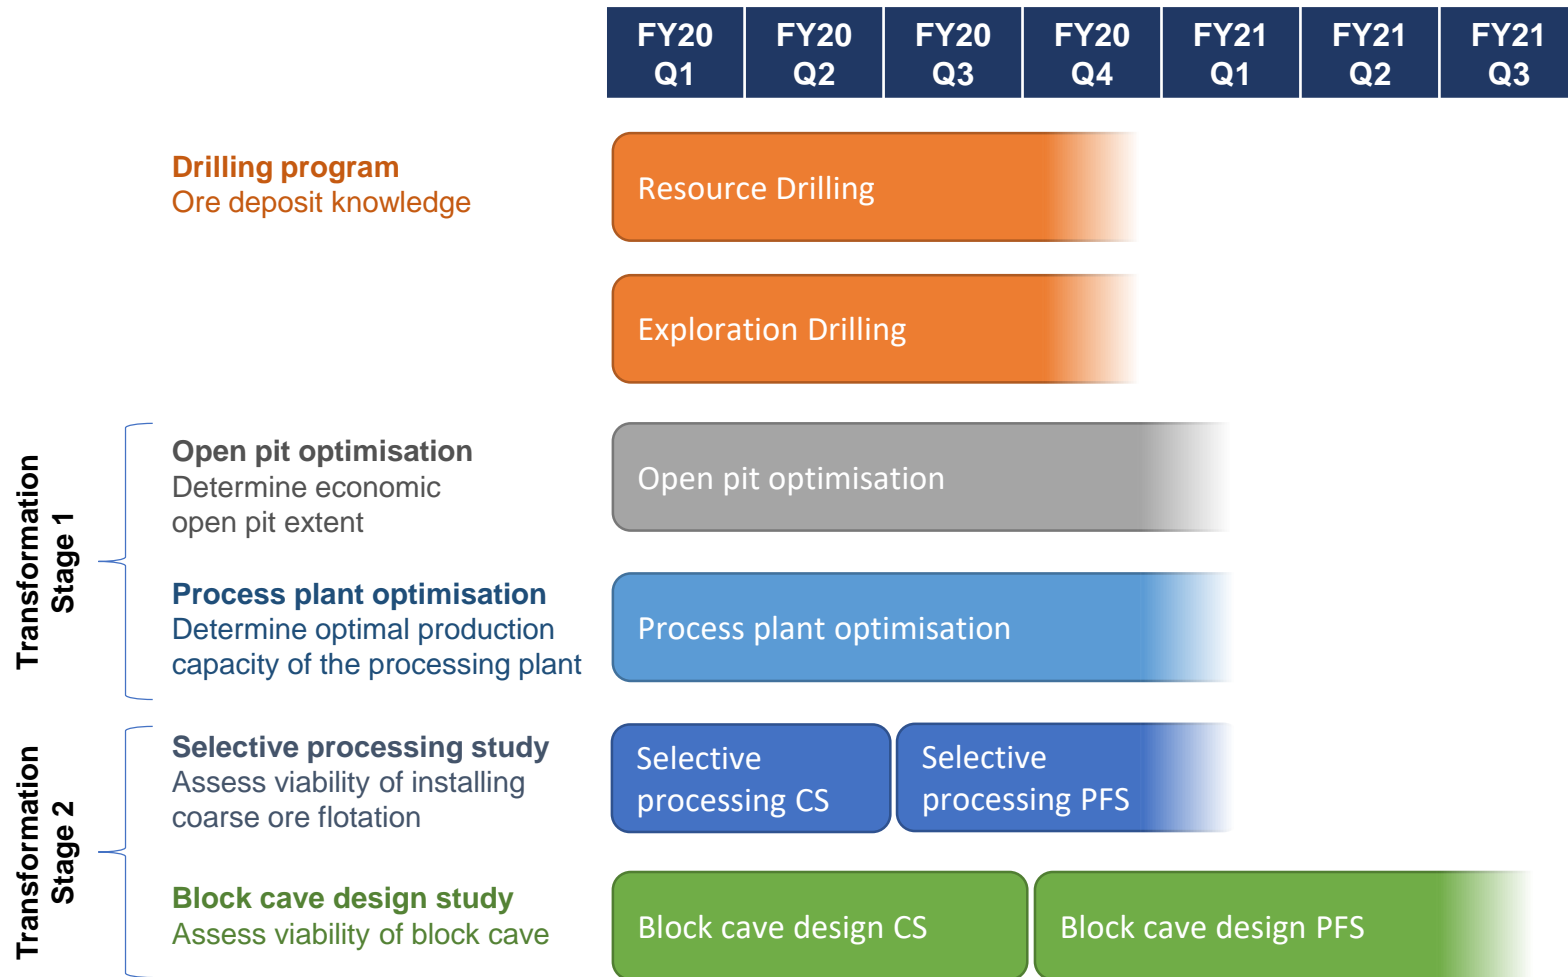 FY20 FY20 FY20 FY20 FY21 FY21 FY21
Q1 Q2 Q3 Q4 Q1 Q2 Q3
Drilling program
Ore deposit knowledge
Resource Drilling
Exploration Drilling
Transformation
Stage 1
Open pit optimisation
Determine economic
open pit extent
Open pit optimisation
Process plant optimisation
Determine optimal production
capacity of the processing plant
Process plant optimisation
Transformation
Stage 2
Selective processing study
Assess viability of installing
coarse ore flotation
Selective
processing CS
Selective
processing PFS
Block cave design study
Assess viability of block cave
Block cave design CS
Block cave design PFS